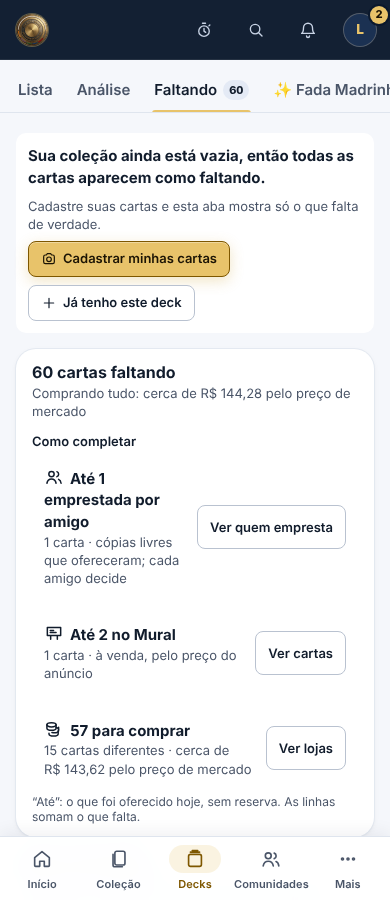 L
2
Lista
Análise
Faltando 60
✨ Fada Madrinh
Sua coleção ainda está vazia, então todas as
cartas aparecem como faltando.
Cadastre suas cartas e esta aba mostra só o que falta
de verdade.
Cadastrar minhas cartas
Já tenho este deck
60 cartas faltando
Comprando tudo: cerca de R$ 144,28 pelo preço de
mercado
Como completar
Até 1
emprestada por
amigo
1 carta · cópias livres
que ofereceram; cada
amigo decide
Ver quem empresta
Até 2 no Mural
1 carta · à venda, pelo preço do
anúncio
Ver cartas
57 para comprar
15 cartas diferentes · cerca de
R$ 143,62 pelo preço de mercado
Ver lojas
“Até”: o que foi oferecido hoje, sem reserva. As linhas
somam o que falta.
Início
Coleção
Decks
Comunidades
Mais